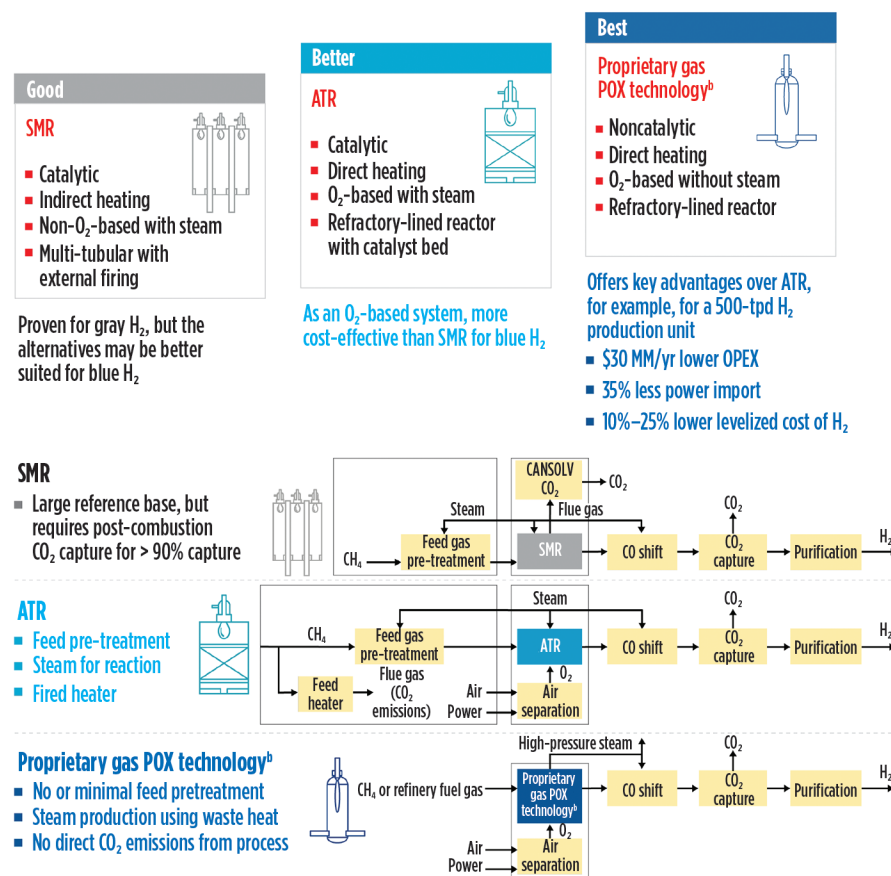 Good
SMR
Catalytic
Indirect heating
Non-O₂-based with steam
Multi-tubular with
external firing
Proven for gray H₂, but the
alternatives may be better
suited for blue H₂
Better
ATR
Catalytic
Direct heating
O₂-based with steam
Refractory-lined reactor
with catalyst bed
As an O₂-based system, more
cost-effective than SMR for blue H₂
Best
Proprietary gas
POX technologyᵇ
Noncatalytic
Direct heating
O₂-based without steam
Refractory-lined reactor
Offers key advantages over ATR,
for example, for a 500-tpd H₂
production unit
$30 MM/yr lower OPEX
35% less power import
10%–25% lower levelized cost of H₂
SMR
Large reference base, but
requires post-combustion
CO₂ capture for > 90% capture
CH₄
Feed gas
pre-treatment
Steam
CANSOLV
CO₂
CO₂
Flue gas
SMR
CO shift
CO₂
CO₂
capture
Purification
H₂
ATR
Feed pre-treatment
Steam for reaction
Fired heater
CH₄
Feed gas
pre-treatment
Feed
heater
Flue gas
(CO₂
emissions)
Steam
ATR
O₂
Air
Power
Air
separation
CO shift
CO₂
CO₂
capture
Purification
H₂
Proprietary gas POX technologyᵇ
No or minimal feed pretreatment
Steam production using waste heat
No direct CO₂ emissions from process
CH₄ or refinery fuel gas
High-pressure steam
Proprietary
gas POX
technologyᵇ
O₂
Air
Power
Air
separation
CO shift
CO₂
CO₂
capture
Purification
H₂